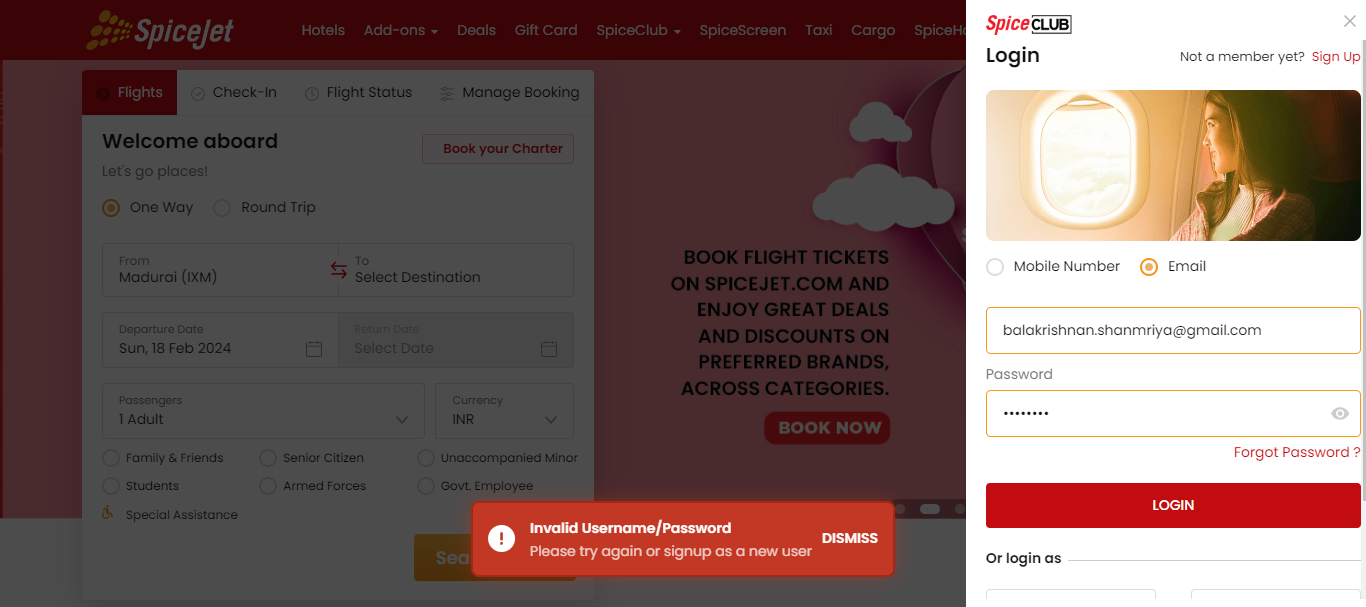 SpiceJet
Hotels Add-ons Deals Gift Card SpiceClub SpiceScreen Taxi Cargo
Flights Check-In Flight Status Manage Booking
Welcome aboard
Book your Charter
Let's go places!
One Way Round Trip
From
Madurai (IXM)
To
Select Destination
Departure Date
Sun, 18 Feb 2024
Return Date
Select Date
Passengers
1 Adult
Currency
INR
Family & Friends Senior Citizen Unaccompanied Minor
Students Armed Forces Govt. Employee
Special Assistance
BOOK FLIGHT TICKETS
ON SPICEJET.COM AND
ENJOY GREAT DEALS
AND DISCOUNTS ON
PREFERRED BRANDS,
ACROSS CATEGORIES.
BOOK NOW
Invalid Username/Password
Please try again or signup as a new user
DISMISS
SpiceCLUB
Login
Not a member yet? Sign Up
Mobile Number Email
balakrishnan.shanmriya@gmail.com
Password
••••••••
Forgot Password ?
LOGIN
Or login as